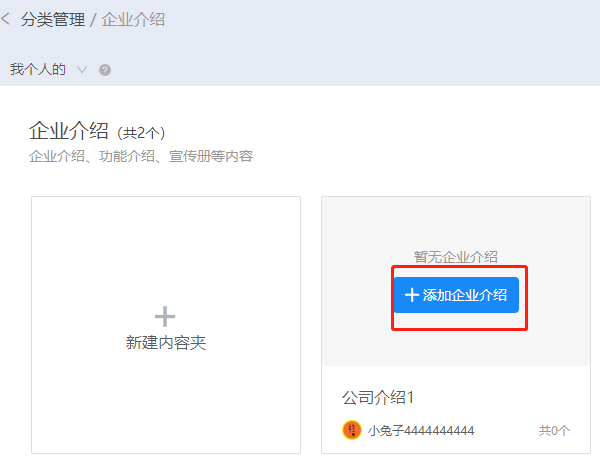 分类管理 / 企业介绍
我个人的
企业介绍（共2个）
企业介绍、功能介绍、宣传册等内容
新建内容夹
暂无企业介绍
添加企业介绍
公司介绍1
小兔子4444444444 共0个